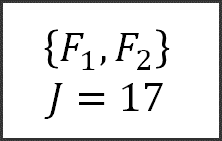 {F₁, F₂}
J = 17